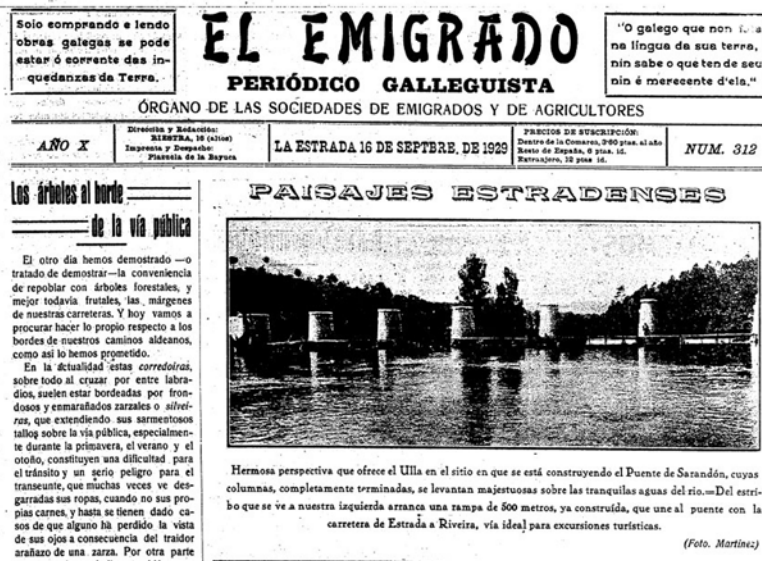 Solo comprando e lendo
obras galegas se pode
estar ó corrente das in-
quedanzas da Terra.
EL EMIGRADO
PERIÓDICO GALLEGUISTA
"O galego que non
na lingua da sua terra,
nin sabe o que ten de seu
nin é merecente d'ela."
ÓRGANO DE LAS SOCIEDADES DE EMIGRADOS Y DE AGRICULTORES
AÑO X
Dirección y Redacción:
RIESTRA, 16 (altos)
Imprenta y Despacho:
Plazuela de la Bayuca
LA ESTRADA 16 DE SEPTBRE. DE 1929
PRECIOS DE SUSCRIPCIÓN:
Dentro de la Comarca, 3'60 ptas. al año
Resto de España, 6 ptas. id.
Extranjero, 12 ptas id.
NUM. 312
Los árboles al borde
de la vía pública
El otro día hemos demostrado —o
tratado de demostrar—la conveniencia
de repoblar con árboles forestales, y
mejor todavía frutales, las márgenes
de nuestras carreteras. Y hoy vamos a
procurar hacer lo propio respecto a los
bordes de nuestros caminos aldeanos,
como así lo hemos prometido.
En la actualidad estas corredoiras,
sobre todo al cruzar por entre labra-
díos, suelen estar bordeadas por fron-
dosos y enmarañados zarzales o silvei-
ras, que extendiendo sus sarmentosos
tallos sobre la vía pública, especialmen-
te durante la primavera, el verano y el
otoño, constituyen una dificultad para
el tránsito y un serio peligro para el
transeunte, que muchas veces ve des-
garradas sus ropas, cuando no sus pro-
pias carnes, y hasta se tienen dado ca-
sos de que alguno ha perdido la vista
de sus ojos a consecuencia del traidor
arañazo de una zarza. Por otra parte
PAISAJES ESTRADENSES
Hermosa perspectiva que ofrece el Ulla en el sitio en que se está construyendo el Puente de Sarandón, cuyas
columnas, completamente terminadas, se levantan majestuosas sobre las tranquilas aguas del rio.=Del estri-
bo que se ve a nuestra izquierda arranca una rampa de 500 metros, ya construída, que une al puente con la
carretera de Estrada a Riveira, vía ideal para excursiones turísticas.
(Foto. Martínez)